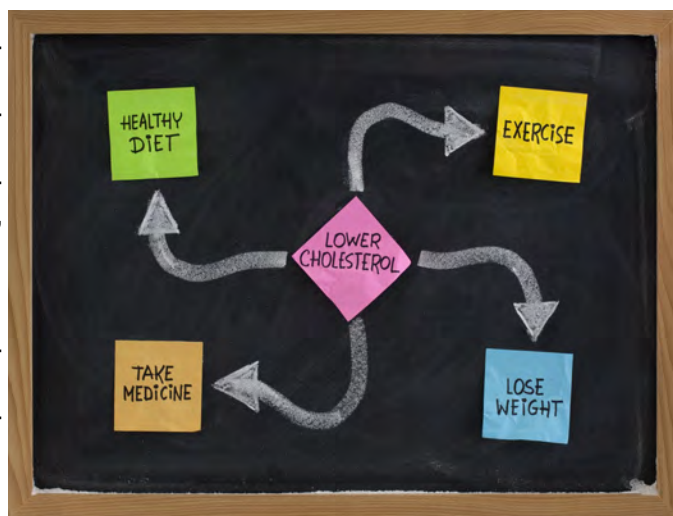 HEALTHY
DiET
EXERCiSE
LOWER
CHOLESTEROL
TAKE
MEDiCiNE
LOSE
WEiGHT